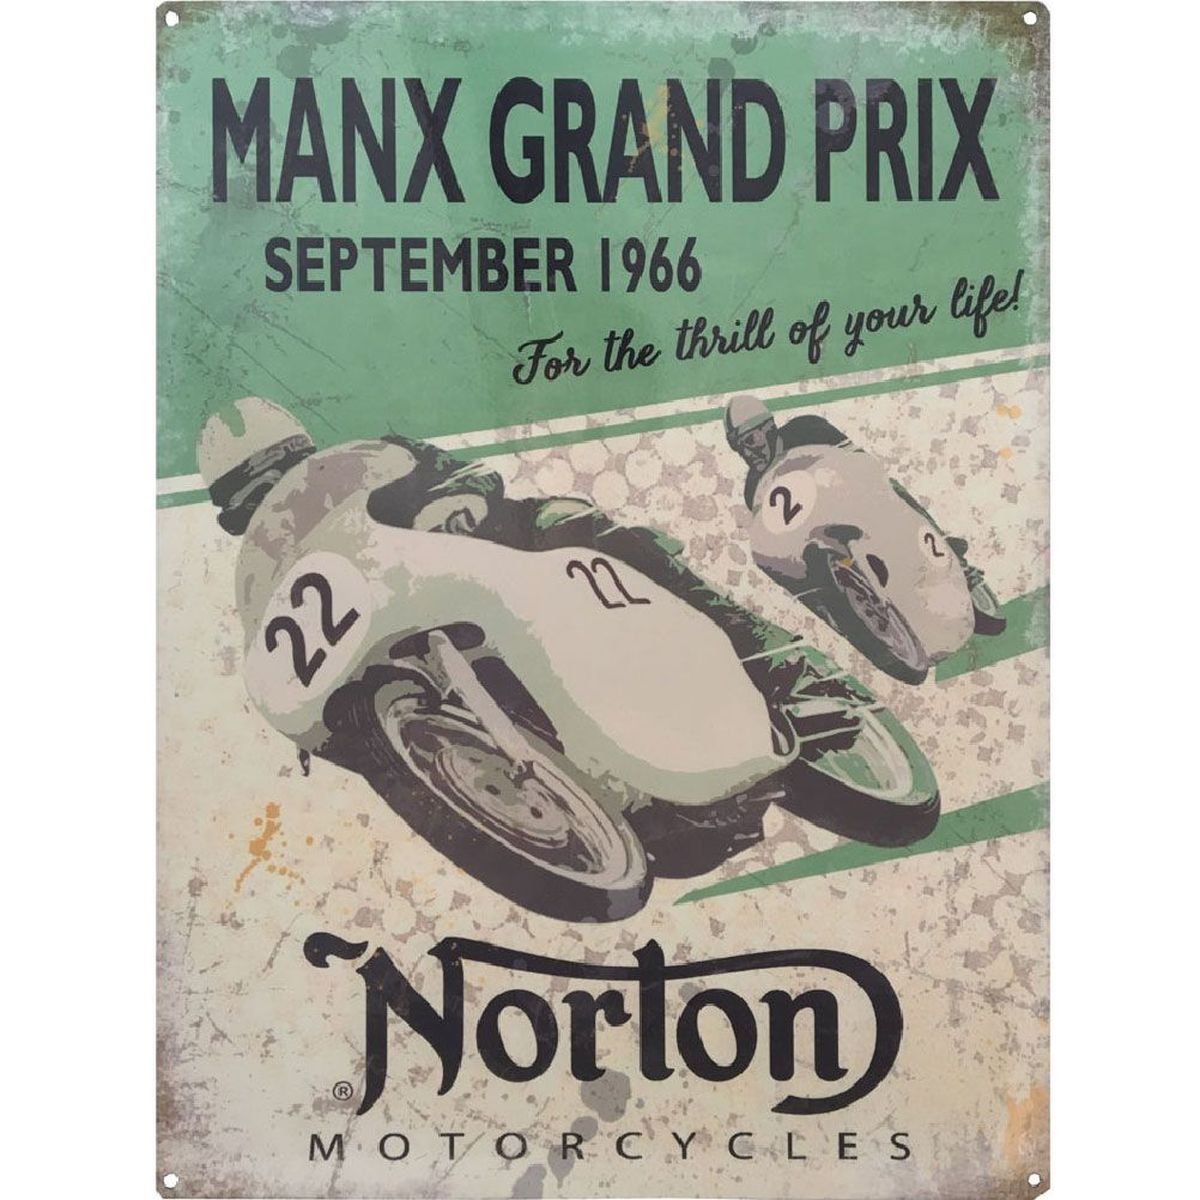 MANX GRAND PRIX
SEPTEMBER 1966
For the thrill of your life!
22
22
2
2
Norton
®
MOTORCYCLES